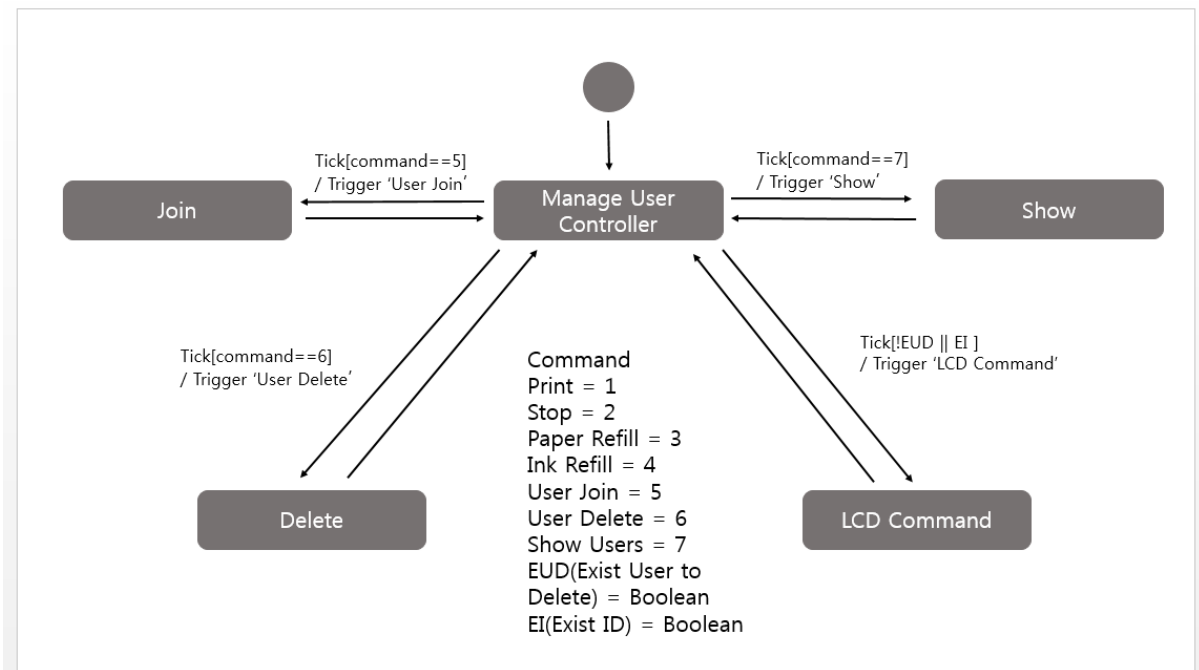 Tick[command==5]
/ Trigger ‘User Join’
Tick[command==7]
/ Trigger ‘Show’
Join
Manage User
Controller
Show
Tick[command==6]
/ Trigger ‘User Delete’
Tick[!EUD || EI ]
/ Trigger ‘LCD Command’
Command
Print = 1
Stop = 2
Paper Refill = 3
Ink Refill = 4
User Join = 5
User Delete = 6
Show Users = 7
EUD(Exist User to
Delete) = Boolean
EI(Exist ID) = Boolean
Delete
LCD Command